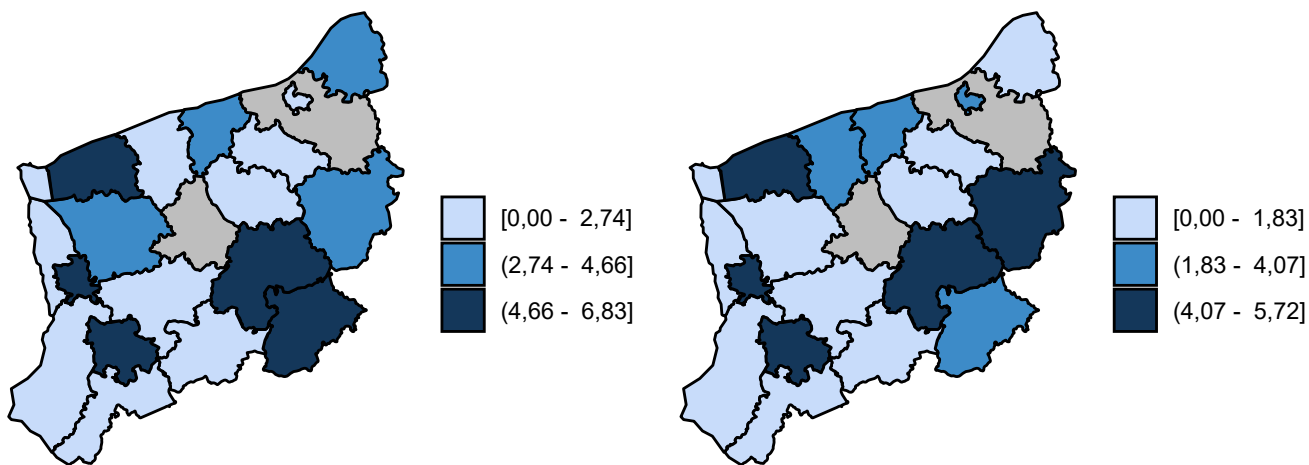 [0,00 - 2,74]
(2,74 - 4,66]
(4,66 - 6,83]
[0,00 - 1,83]
(1,83 - 4,07]
(4,07 - 5,72]